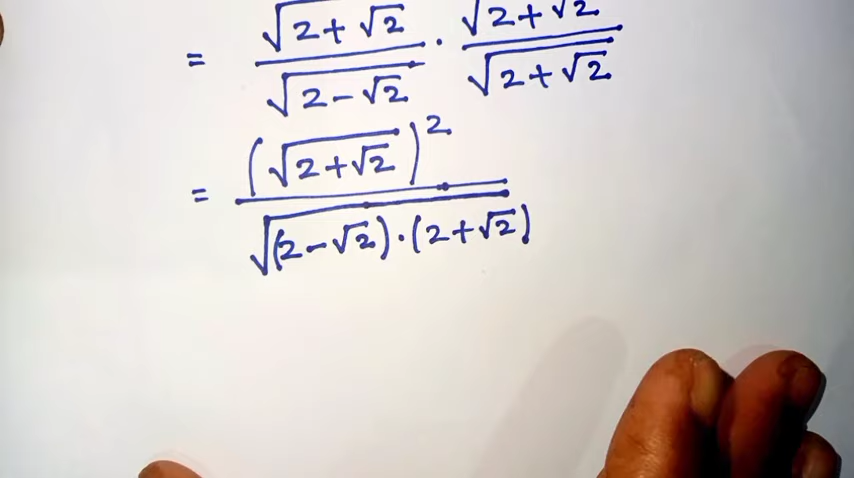 = √(2+√2) / √(2-√2) · √(2+√2) / √(2+√2)
= (√(2+√2))² / √((2-√2)·(2+√2))